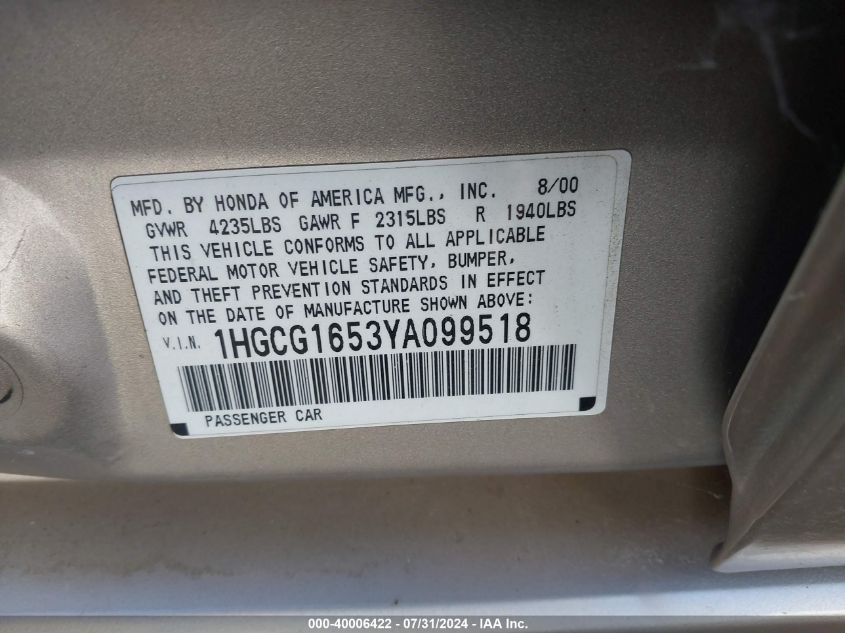 MFD. BY HONDA OF AMERICA MFG., INC. 8/00
GVWR 4235LBS GAWR F 2315LBS R 1940LBS
THIS VEHICLE CONFORMS TO ALL APPLICABLE
FEDERAL MOTOR VEHICLE SAFETY, BUMPER,
AND THEFT PREVENTION STANDARDS IN EFFECT
ON THE DATE OF MANUFACTURE SHOWN ABOVE:
V.I.N. 1HGCG1653YA099518
PASSENGER CAR
000-40006422 - 07/31/2024 - IAA Inc.